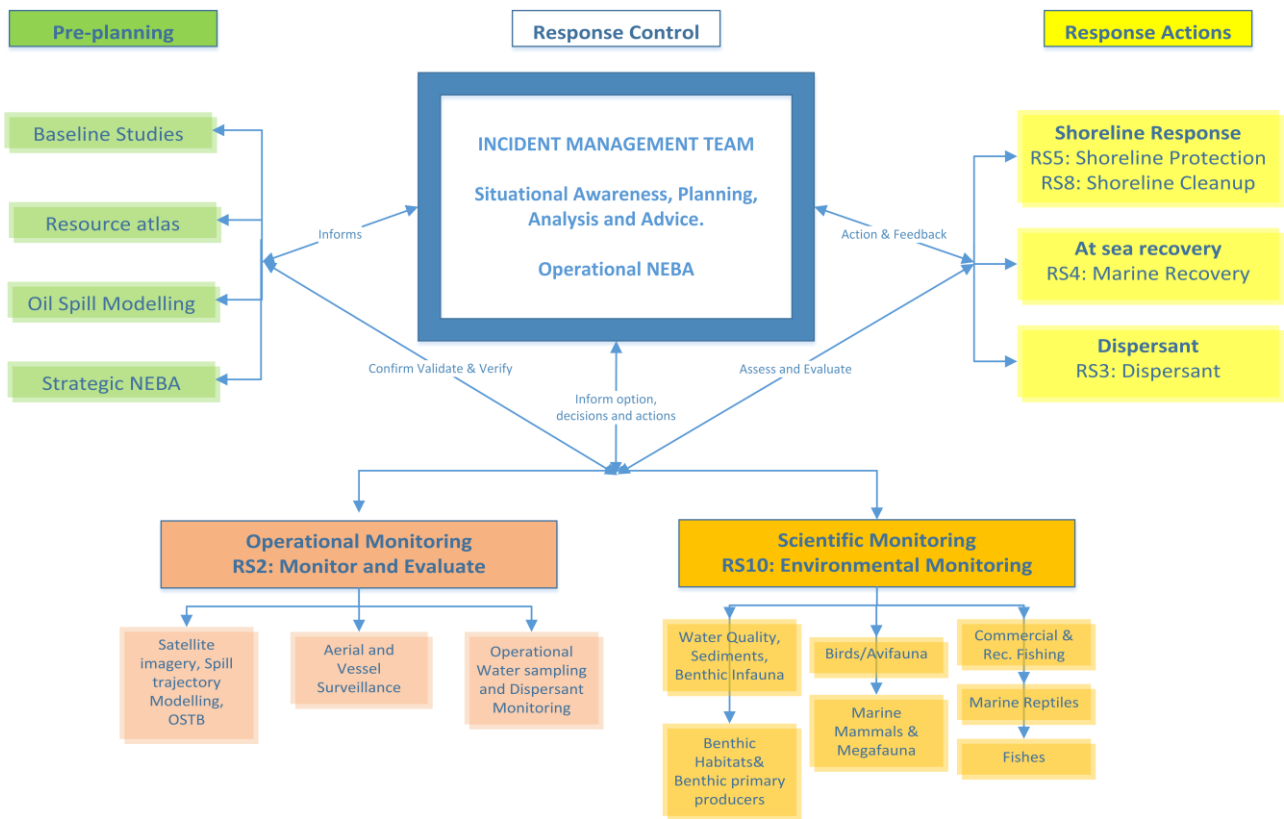 Pre-planning
Response Control
Response Actions
Baseline Studies
Resource atlas
Oil Spill Modelling
Strategic NEBA
INCIDENT MANAGEMENT TEAM
Situational Awareness, Planning,
Analysis and Advice.
Operational NEBA
Shoreline Response
RS5: Shoreline Protection
RS8: Shoreline Cleanup
At sea recovery
RS4: Marine Recovery
Dispersant
RS3: Dispersant
Informs
Action & Feedback
Confirm Validate & Verify
Assess and Evaluate
Inform option,
decisions and actions
Operational Monitoring
RS2: Monitor and Evaluate
Satellite
imagery, Spill
trajectory
Modelling,
OSTB
Aerial and
Vessel
Surveillance
Operational
Water sampling
and Dispersant
Monitoring
Scientific Monitoring
RS10: Environmental Monitoring
Water Quality,
Sediments,
Benthic Infauna
Benthic
Habitats&
Benthic primary
producers
Birds/Avifauna
Marine
Mammals &
Megafauna
Commercial &
Rec. Fishing
Marine Reptiles
Fishes